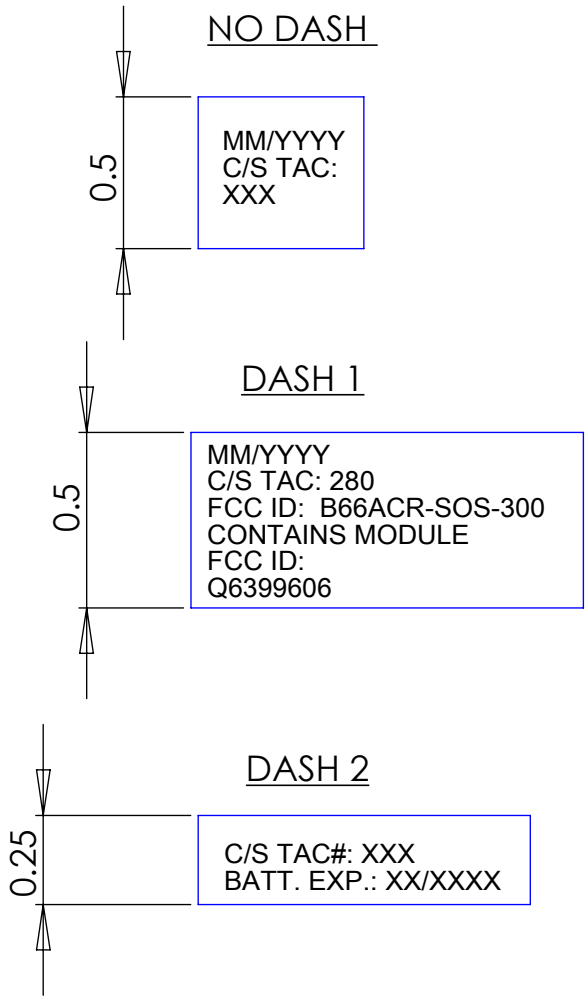 NO DASH
0.5
MM/YYYY
C/S TAC:
XXX
DASH 1
0.5
MM/YYYY
C/S TAC: 280
FCC ID:  B66ACR-SOS-300
CONTAINS MODULE
FCC ID:
Q6399606
DASH 2
0.25
C/S TAC#: XXX
BATT. EXP.: XX/XXXX